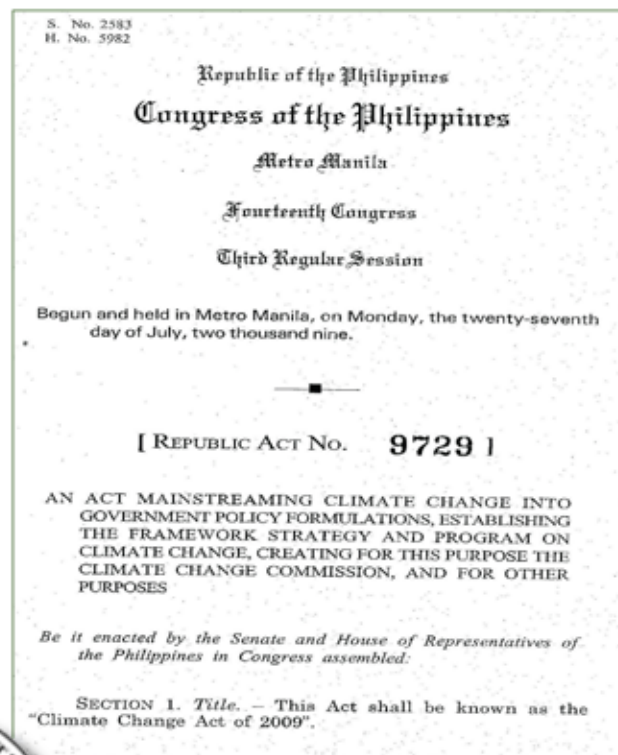 S. No. 2583
H. No. 5982
Republic of the Philippines
Congress of the Philippines
Metro Manila
Fourteenth Congress
Third Regular Session
Begun and held in Metro Manila, on Monday, the twenty-seventh
day of July, two thousand nine.
[ REPUBLIC ACT NO. 9729 ]
AN ACT MAINSTREAMING CLIMATE CHANGE INTO
GOVERNMENT POLICY FORMULATIONS, ESTABLISHING
THE FRAMEWORK STRATEGY AND PROGRAM ON
CLIMATE CHANGE, CREATING FOR THIS PURPOSE THE
CLIMATE CHANGE COMMISSION, AND FOR OTHER
PURPOSES
Be it enacted by the Senate and House of Representatives of
the Philippines in Congress assembled:
SECTION 1. Title. – This Act shall be known as the
"Climate Change Act of 2009".